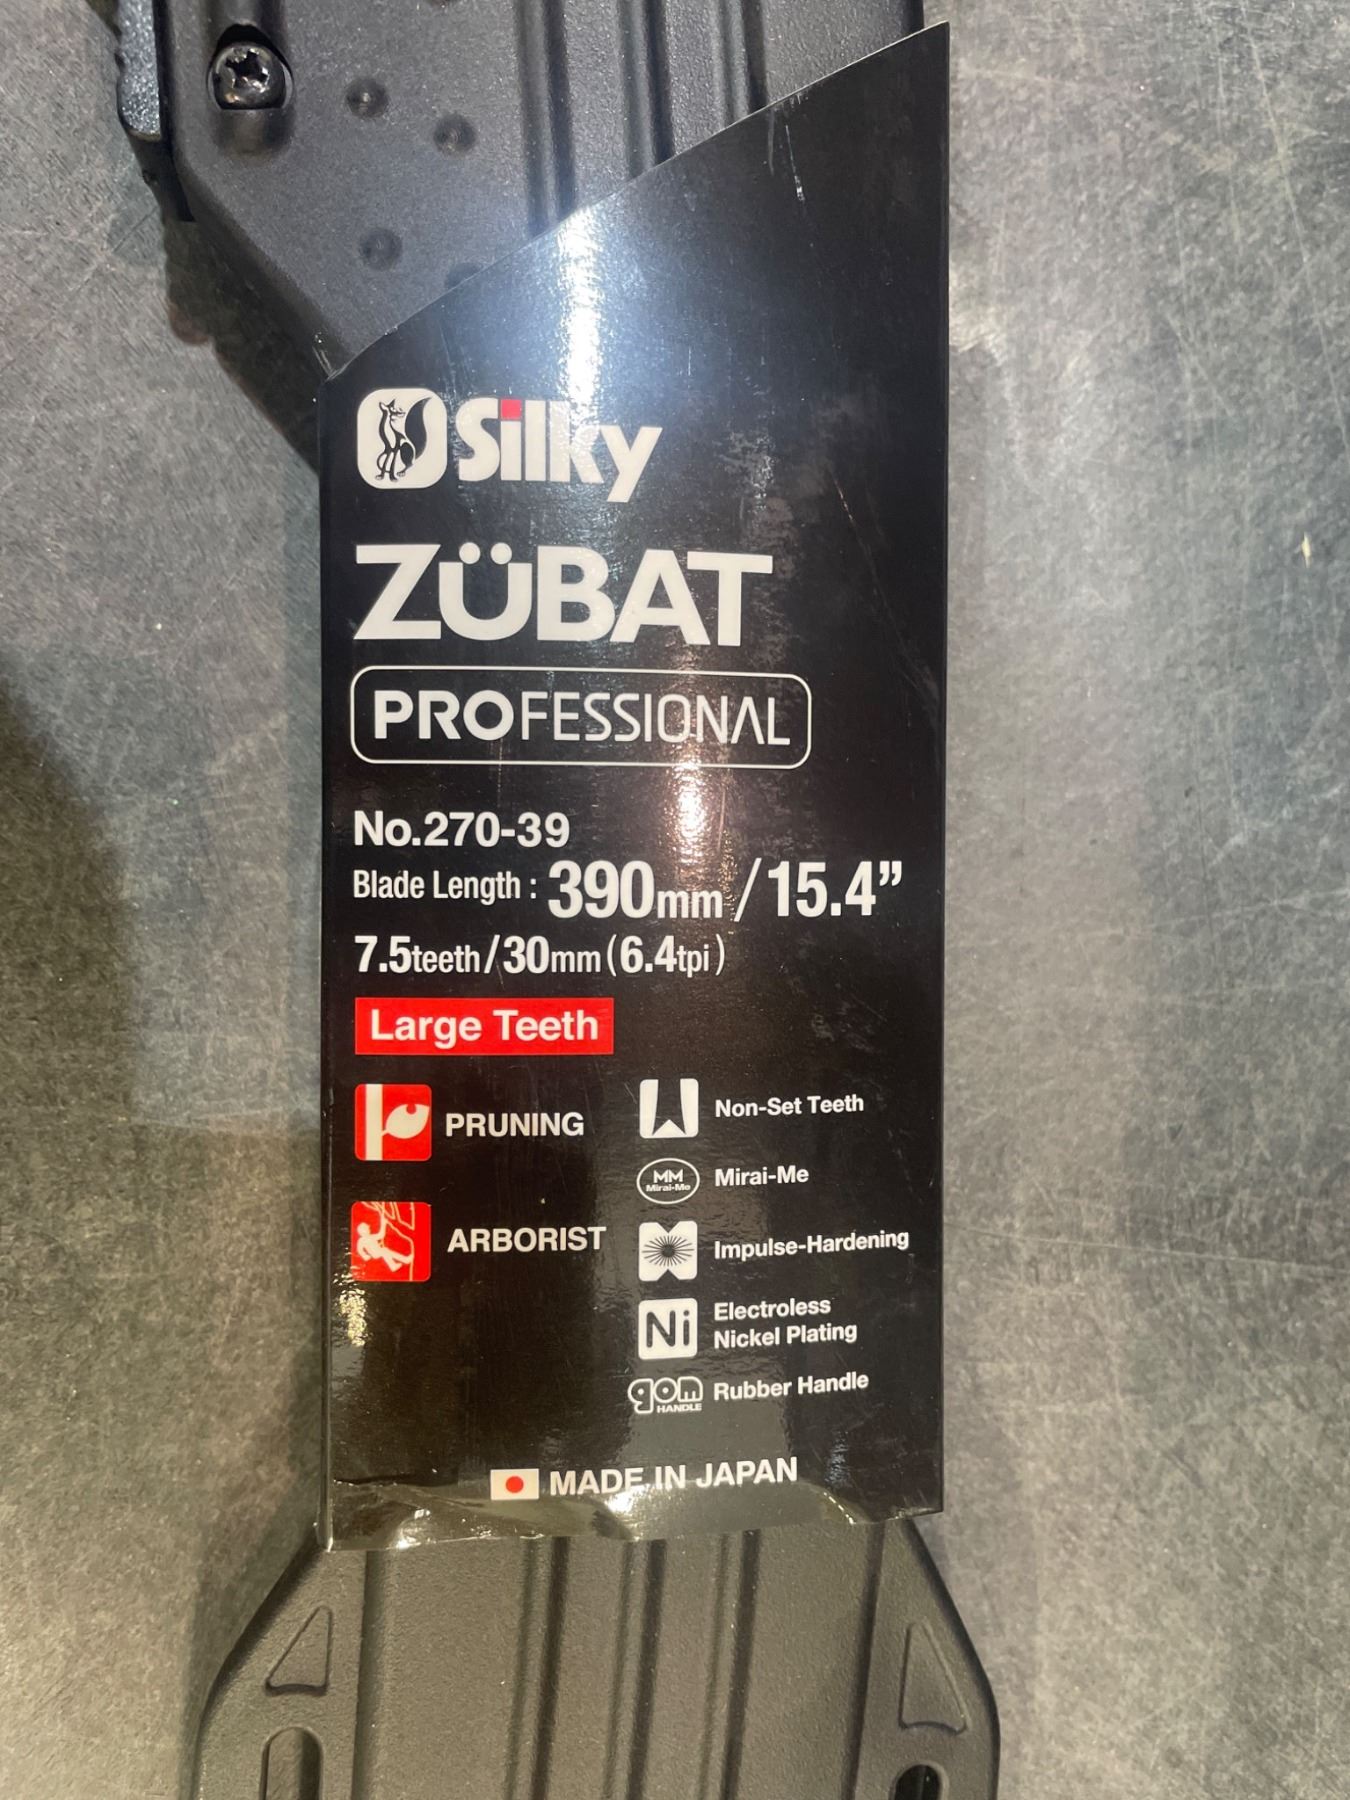 Silky
ZÜBAT
PROFESSIONAL
No.270-39
Blade Length : 390mm / 15.4”
7.5teeth/30mm (6.4tpi)
Large Teeth
PRUNING
ARBORIST
Non-Set Teeth
MM
Mirai-Me
Mirai-Me
Impulse-Hardening
Ni
Electroless
Nickel Plating
gom
HANDLE
Rubber Handle
MADE IN JAPAN